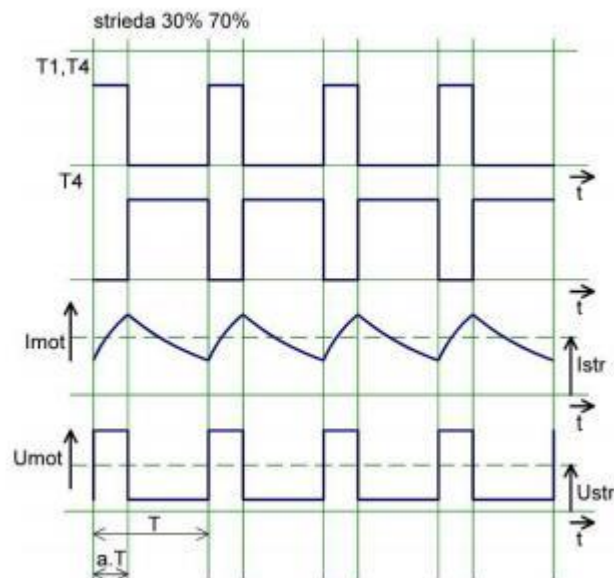 strieda 30% 70%
T1,T4
t
T4
t
Imot
Istr
t
Umot
Ustr
T
t
a.T